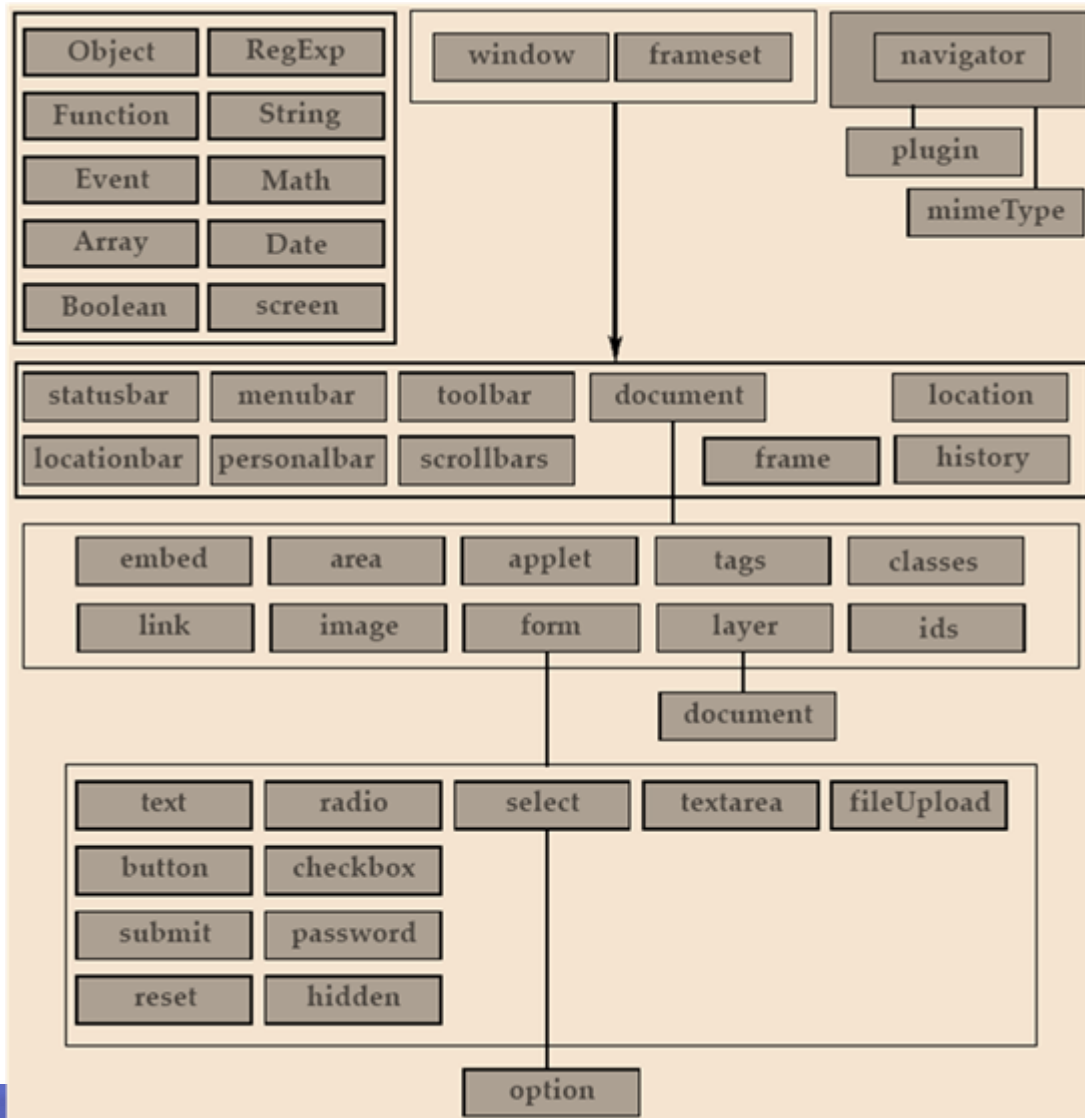 Object RegExp
Function String
Event Math
Array Date
Boolean screen
window frameset
navigator
plugin
mimeType
statusbar menubar toolbar document location
locationbar personalbar scrollbars frame history
embed area applet tags classes
link image form layer ids
document
text radio select textarea fileUpload
button checkbox
submit password
reset hidden
option